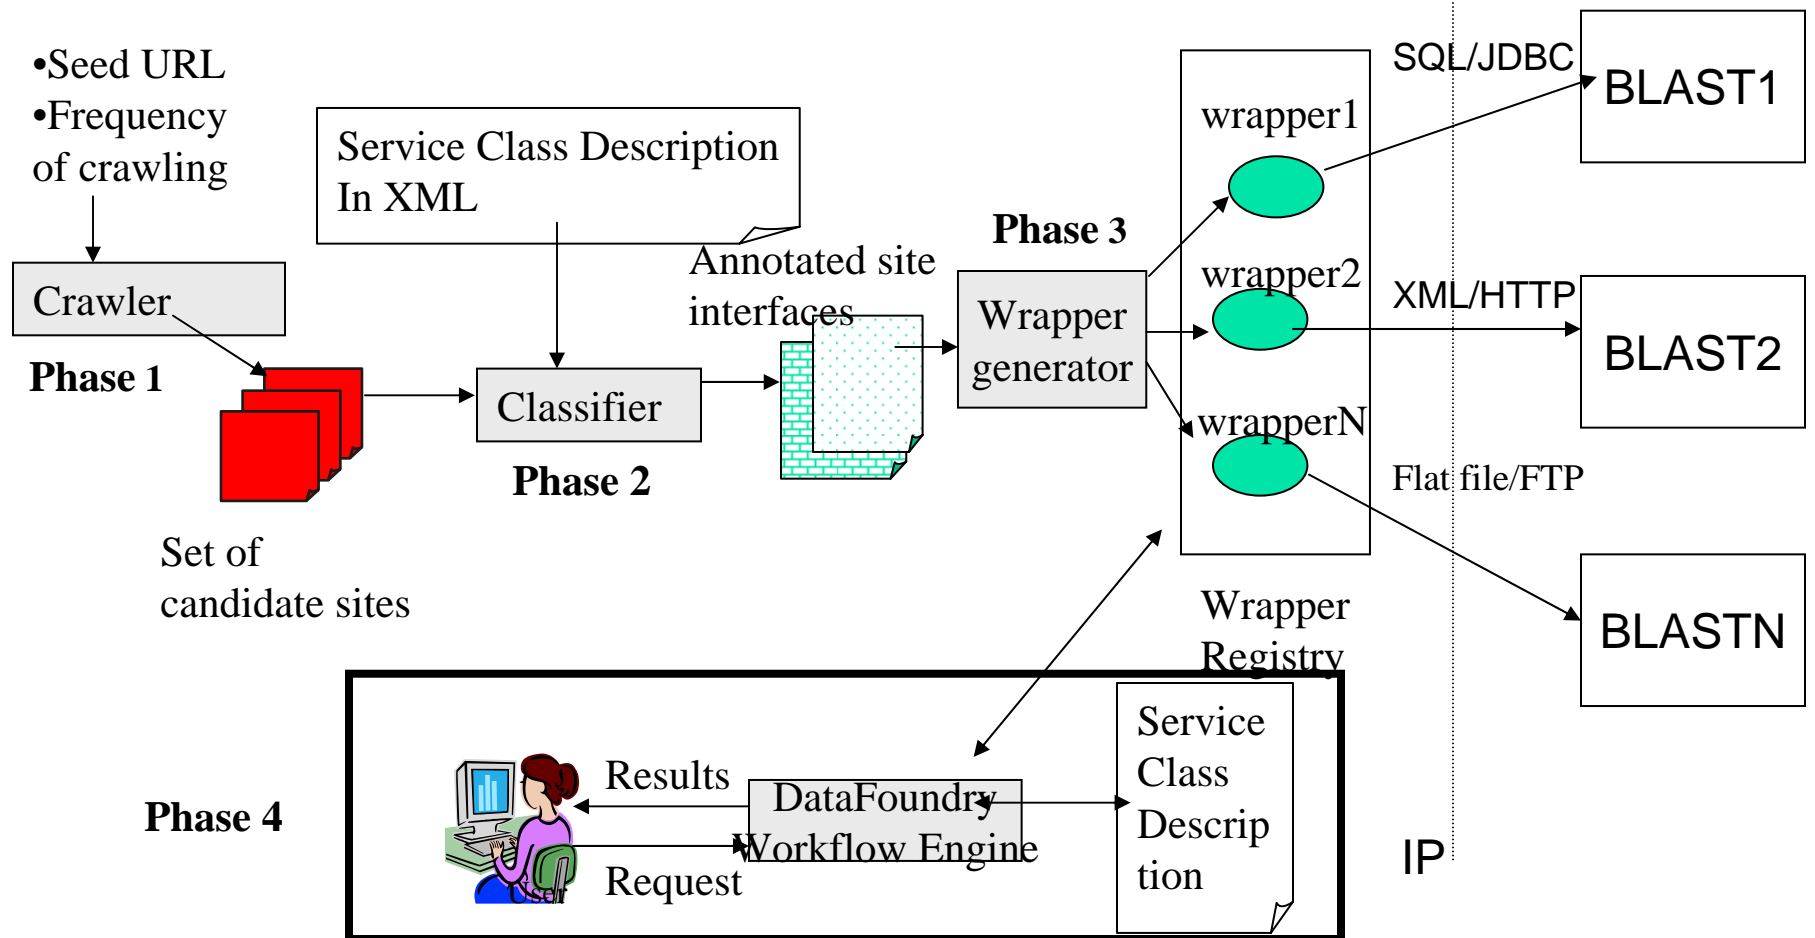 •Seed URL
•Frequency
of crawling
Service Class Description
In XML
Crawler
Phase 1
Set of
candidate sites
Classifier
Phase 2
Annotated site
interfaces
Phase 3
Wrapper
generator
wrapper1
wrapper2
wrapperN
Wrapper
Registry
SQL/JDBC
XML/HTTP
Flat file/FTP
BLAST1
BLAST2
BLASTN
IP
Phase 4
User
Results
Request
DataFoundry
Workflow Engine
Service
Class
Descrip
tion